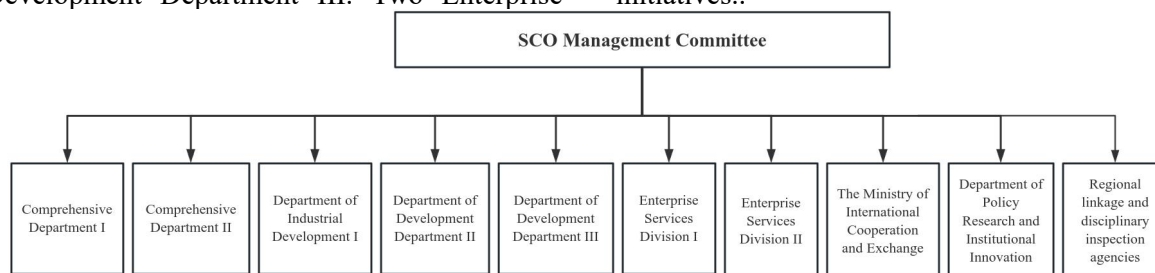 Development Department III. Two Enterprise initiatives..
SCO Management Committee
Comprehensive
Department I
Comprehensive
Department II
Department of
Industrial
Development I
Department of
Development
Department II
Department of
Development
Department III
Enterprise
Services
Division I
Enterprise
Services
Division II
The Ministry of
International
Cooperation
and Exchange
Department of
Policy
Research and
Institutional
Innovation
Regional
linkage and
disciplinary
inspection
agencies